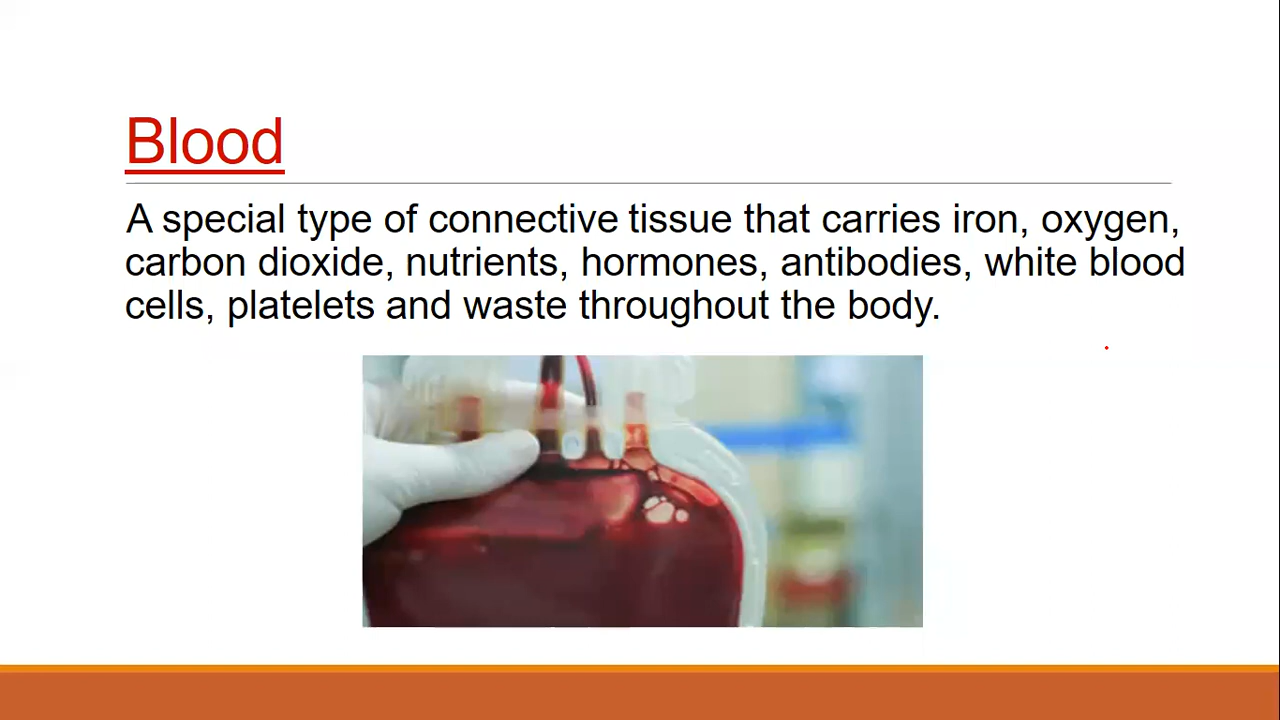 Blood
A special type of connective tissue that carries iron, oxygen,
carbon dioxide, nutrients, hormones, antibodies, white blood
cells, platelets and waste throughout the body.